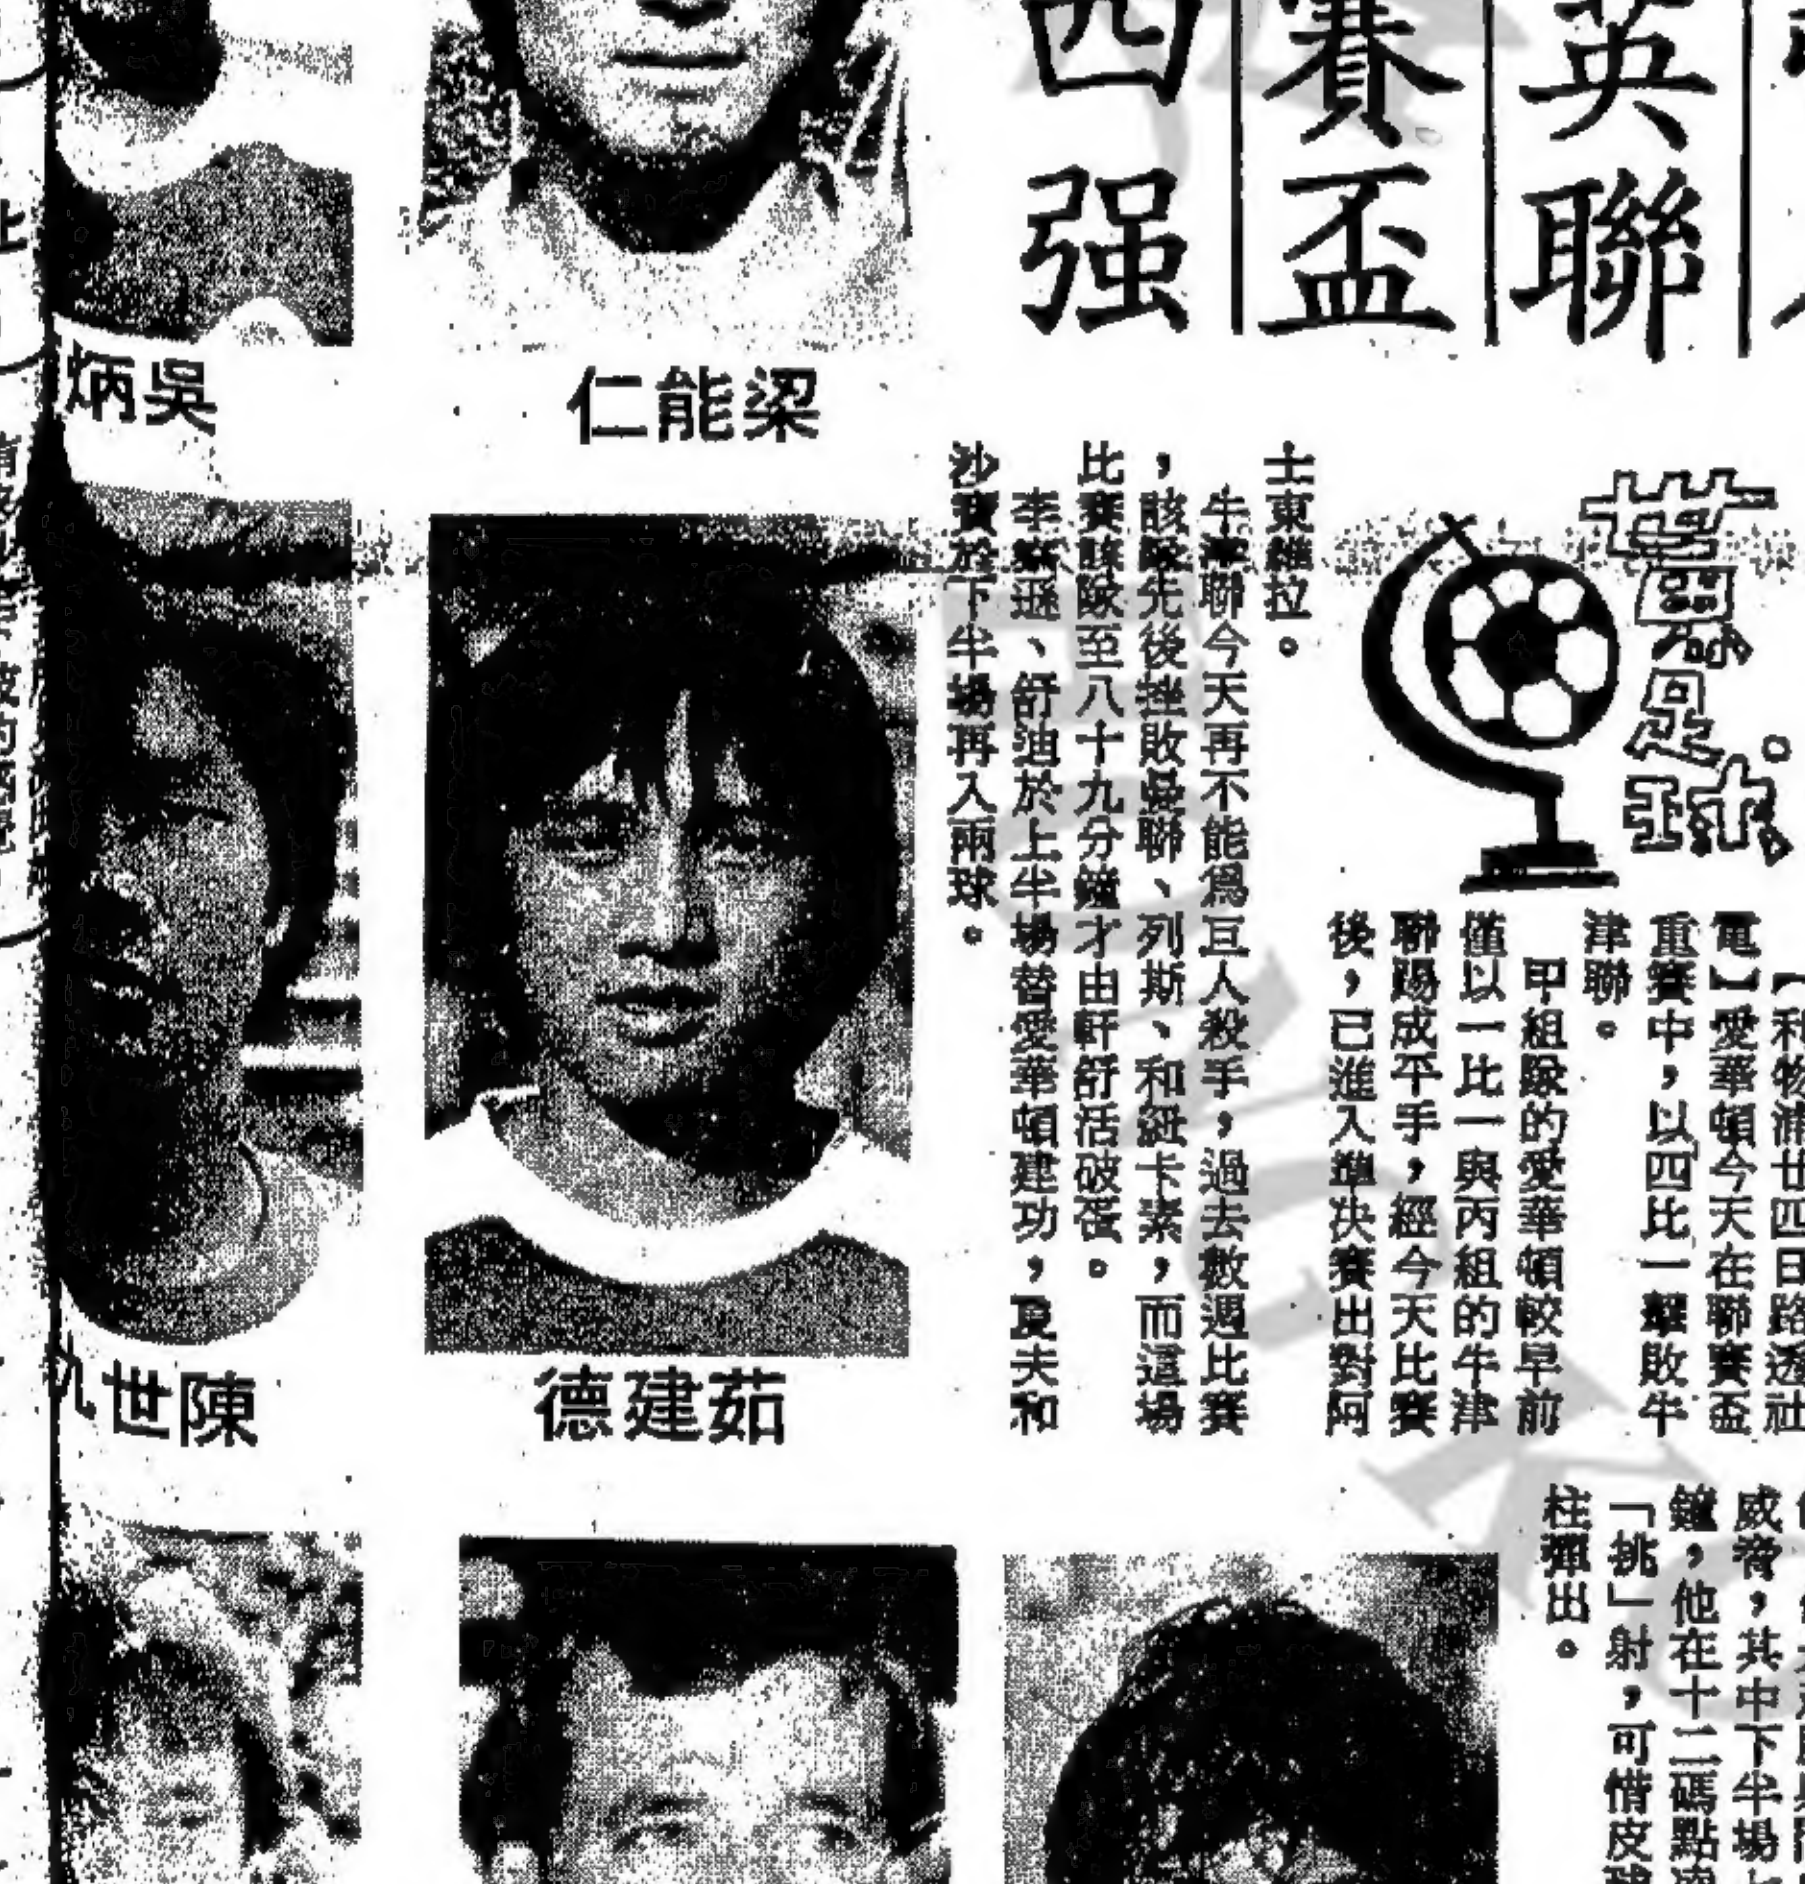 英聯
賽盃
四强
吳炳
梁能仁
萬眾足球
【利物浦廿四日路透社
電】愛華頓今天在聯賽盃
重賽中，以四比一擊敗牛
津聯。
甲組隊的愛華頓較早前
僅以一比一與丙組的牛津
聯踢成平手，經今天比賽
後，已進入準決賽出對阿
士東維拉。
牛津聯今天再不能爲巨人殺手，過去數週比賽
，該隊先後挫敗曼聯、列斯、和紐卡素，而這場
比賽該隊至八十九分鐘才由軒舒活破蛋。
李察遜、舒迪於上半場替愛華頓建功，
夫和
沙賓於下半場再入兩球。
陳世九
茹建德
威脅，其中下半場
鐘，他在十二碼點
「挑」射，可惜皮球
柱彈出。